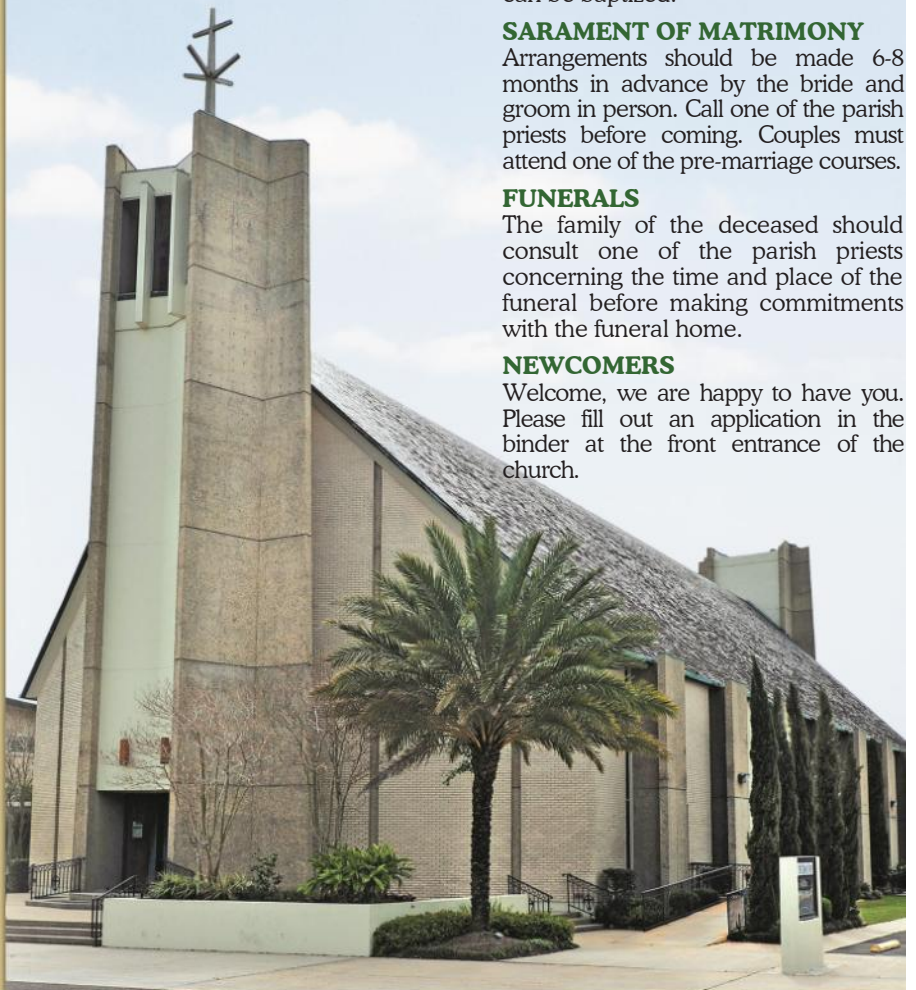 can be baptized.
SARAMENT OF MATRIMONY
Arrangements should be made 6-8
months in advance by the bride and
groom in person. Call one of the parish
priests before coming. Couples must
attend one of the pre-marriage courses.
FUNERALS
The family of the deceased should
consult one of the parish priests
concerning the time and place of the
funeral before making commitments
with the funeral home.
NEWCOMERS
Welcome, we are happy to have you.
Please fill out an application in the
binder at the front entrance of the
church.